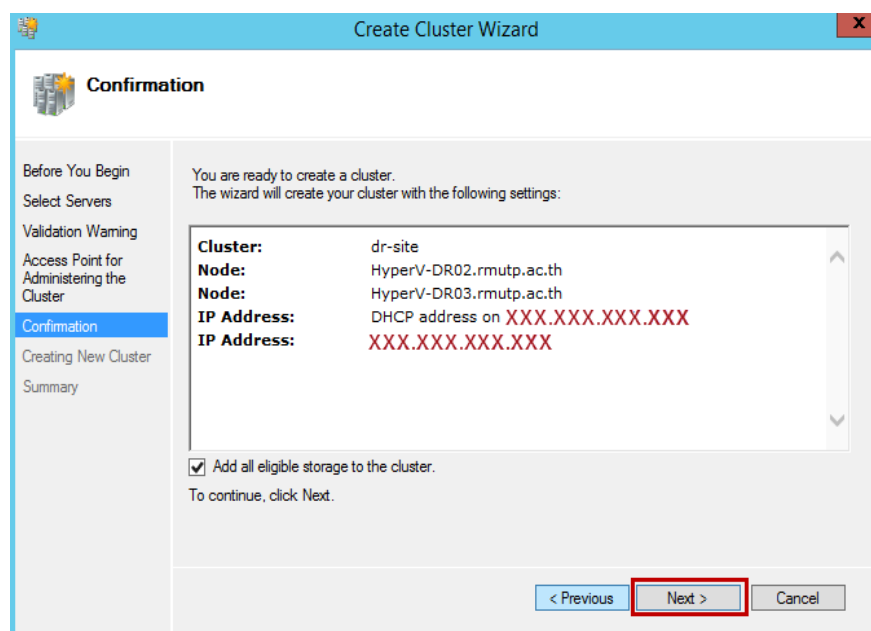 Create Cluster Wizard
x
Confirmation
Before You Begin
Select Servers
Validation Warning
Access Point for
Administering the
Cluster
Confirmation
Creating New Cluster
Summary
You are ready to create a cluster.
The wizard will create your cluster with the following settings:
Cluster: dr-site
Node: HyperV-DR02.rmutp.ac.th
Node: HyperV-DR03.rmutp.ac.th
IP Address: DHCP address on XXX.XXX.XXX.XXX
IP Address: XXX.XXX.XXX.XXX
Add all eligible storage to the cluster.
To continue, click Next.
< Previous Next > Cancel